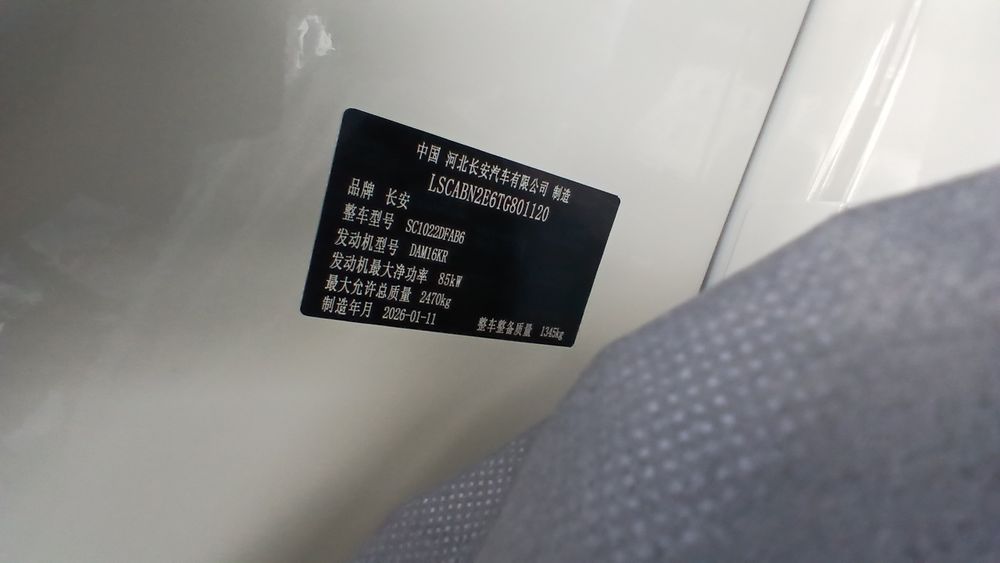 中国 河北长安汽车有限公司 制造
LSCABN2E6TG801120
品牌 长安
整车型号 SC1022DFAB6
发动机型号 DAM16KR
发动机最大净功率 85kW
最大允许总质量 2470kg
制造年月 2026-01-11 整车整备质量 1345kg